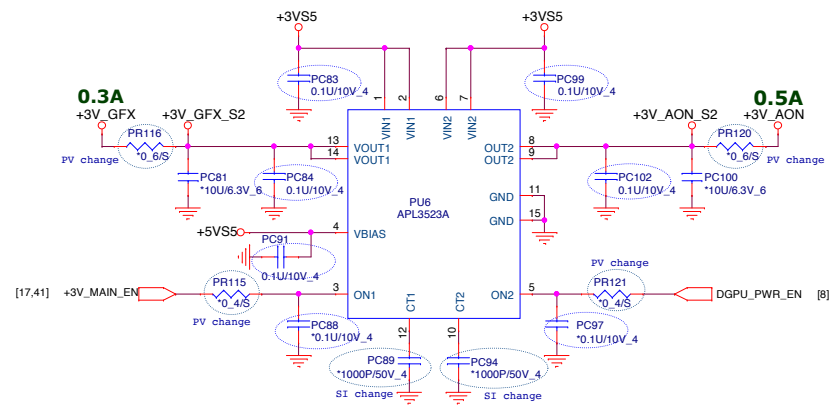 +3VS5
+3VS5
PC83
0.1U/10V_4
PC99
0.1U/10V_4
0.3A
+3V_GFX
+3V_GFX_S2
1
2
6
7
VIN1
VIN1
VIN2
VIN2
0.5A
+3V_AON_S2
+3V_AON
PR116
*0_6/S
PV change
13
14
VOUT1
VOUT1
OUT2
OUT2
8
9
PR120
*0_6/S
PV change
PC81
*10U/6.3V_6
PC84
0.1U/10V_4
PC102
0.1U/10V_4
PC100
*10U/6.3V_6
PU6
APL3523A
GND
11
GND
15
+5VS5
4
VBIAS
PC91
0.1U/10V_4
[17,41]
+3V_MAIN_EN
PR115
*0_4/S
PV change
3
ON1
ON2
5
PV change
PR121
*0_4/S
DGPU_PWR_EN
[8]
CT1
CT2
12
10
PC88
*0.1U/10V_4
PC97
*0.1U/10V_4
PC89
*1000P/50V_4
SI change
PC94
*1000P/50V_4
SI change